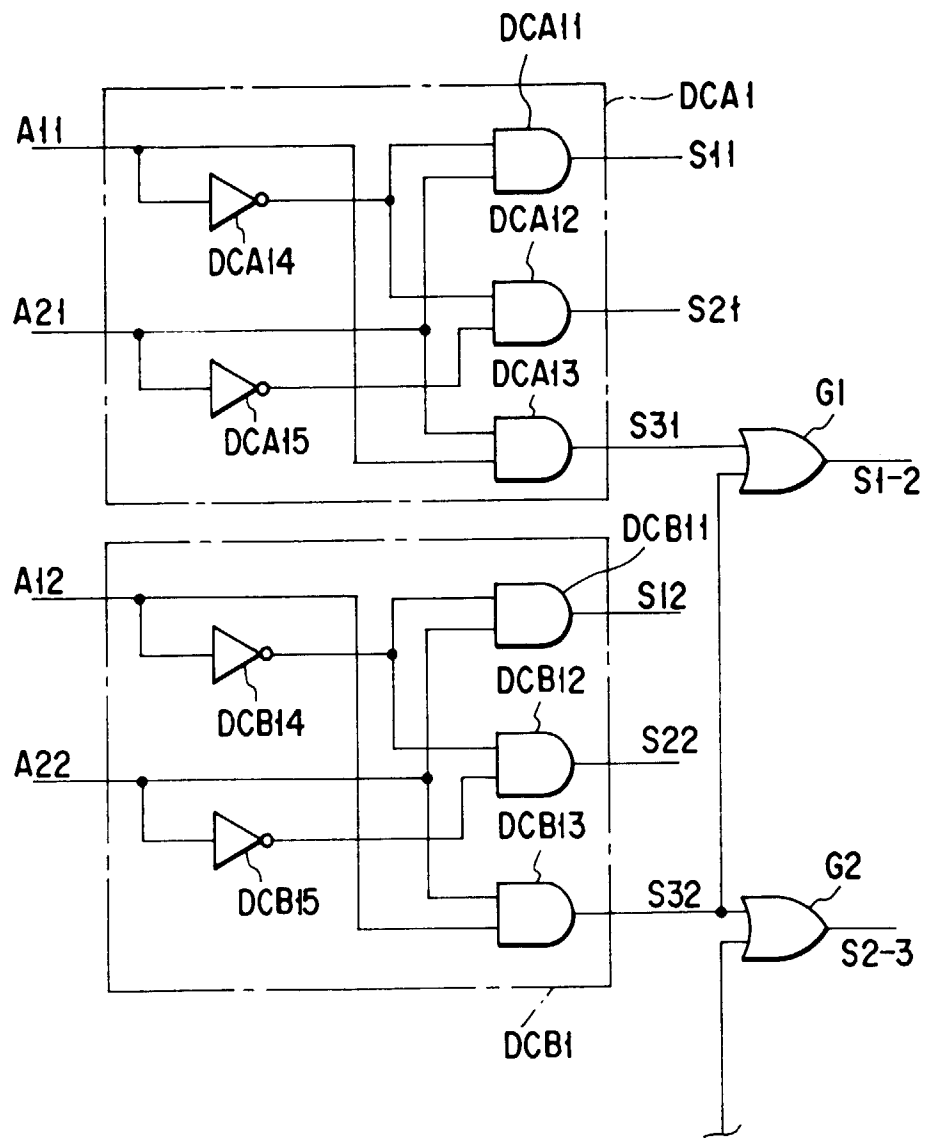 DCA11
DCA1
A11
S11
DCA12
DCA14
A21
S21
DCA13
G1
DCA15
S31
S1-2
DCB11
A12
S12
DCB12
DCB14
A22
S22
DCB13
G2
DCB15
S32
S2-3
DCB1